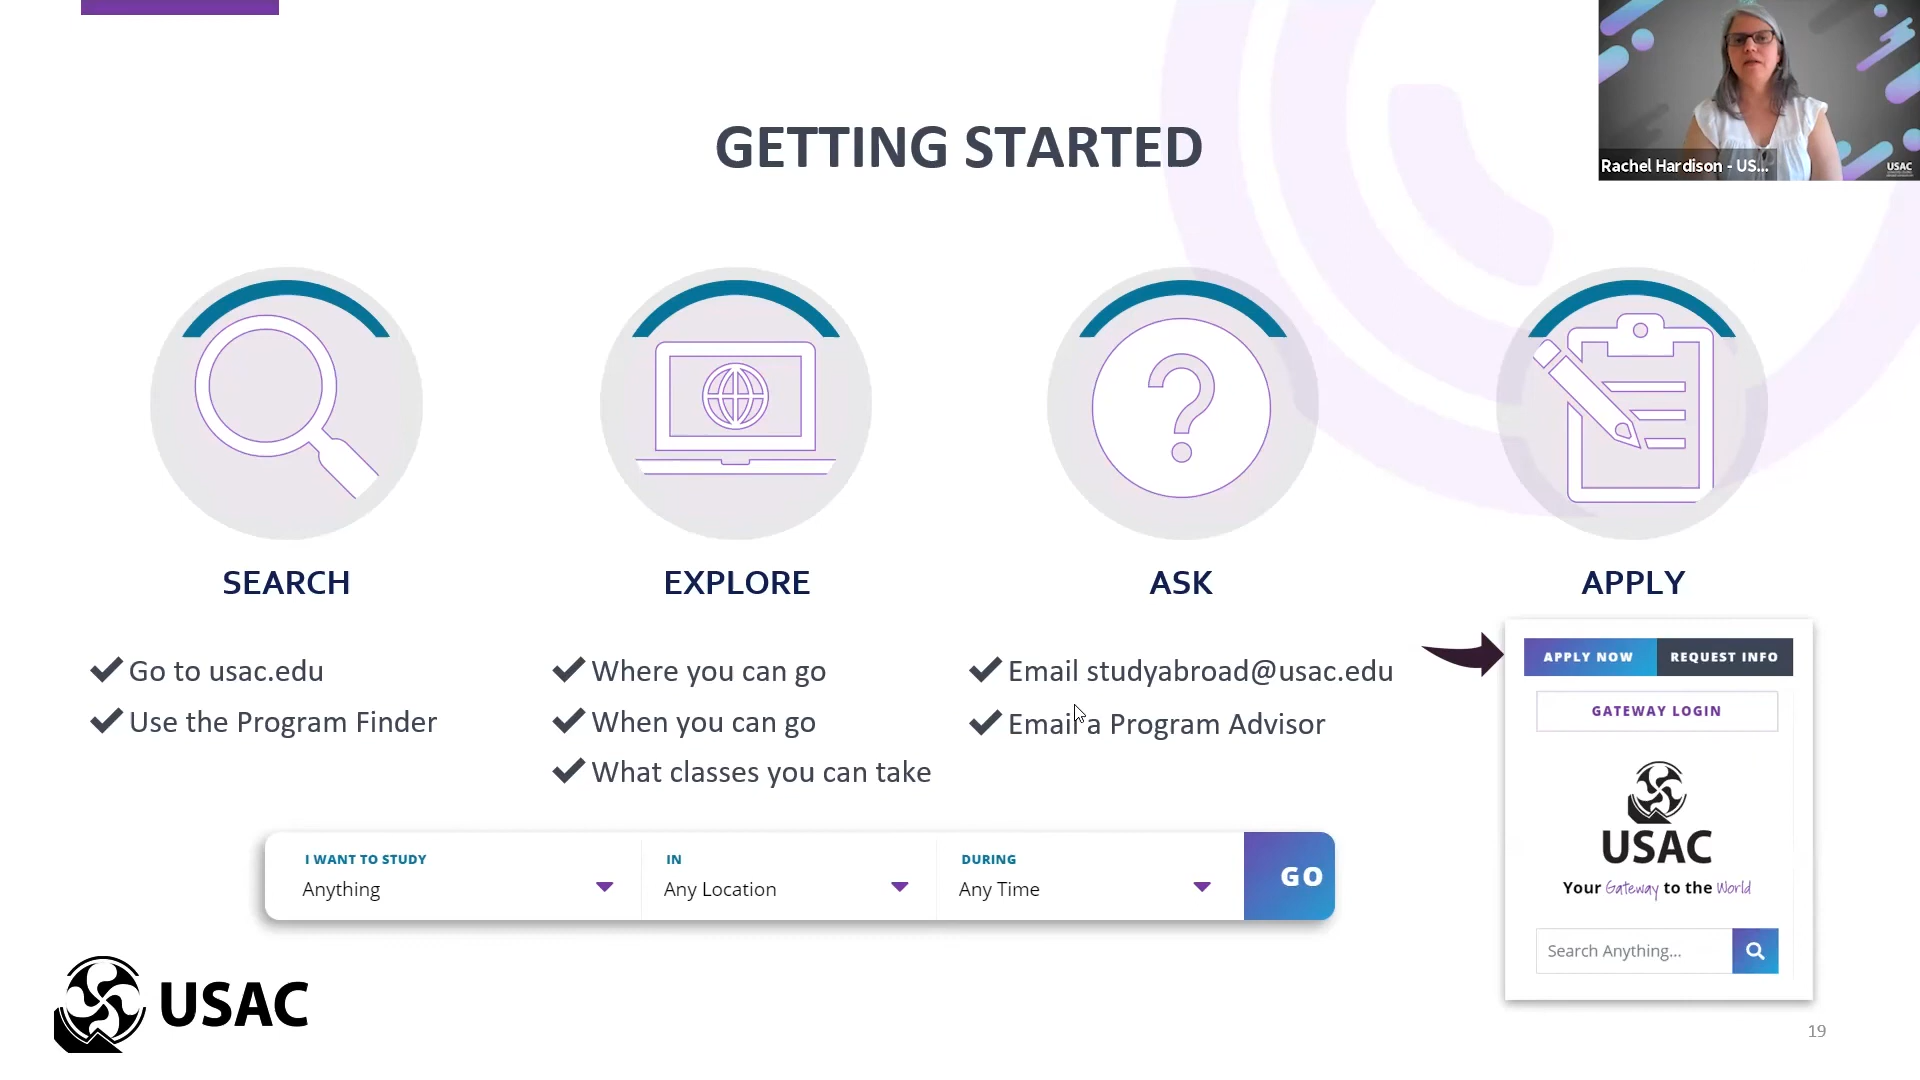 GETTING STARTED
Rachel Hardison - US...
USAC
SEARCH
EXPLORE
ASK
APPLY
Go to usac.edu
Use the Program Finder
Where you can go
When you can go
What classes you can take
Email studyabroad@usac.edu
Email a Program Advisor
APPLY NOW
REQUEST INFO
GATEWAY LOGIN
USAC
Your Gateway to the World
Search Anything...
I WANT TO STUDY
Anything
IN
Any Location
DURING
Any Time
GO
USAC
19